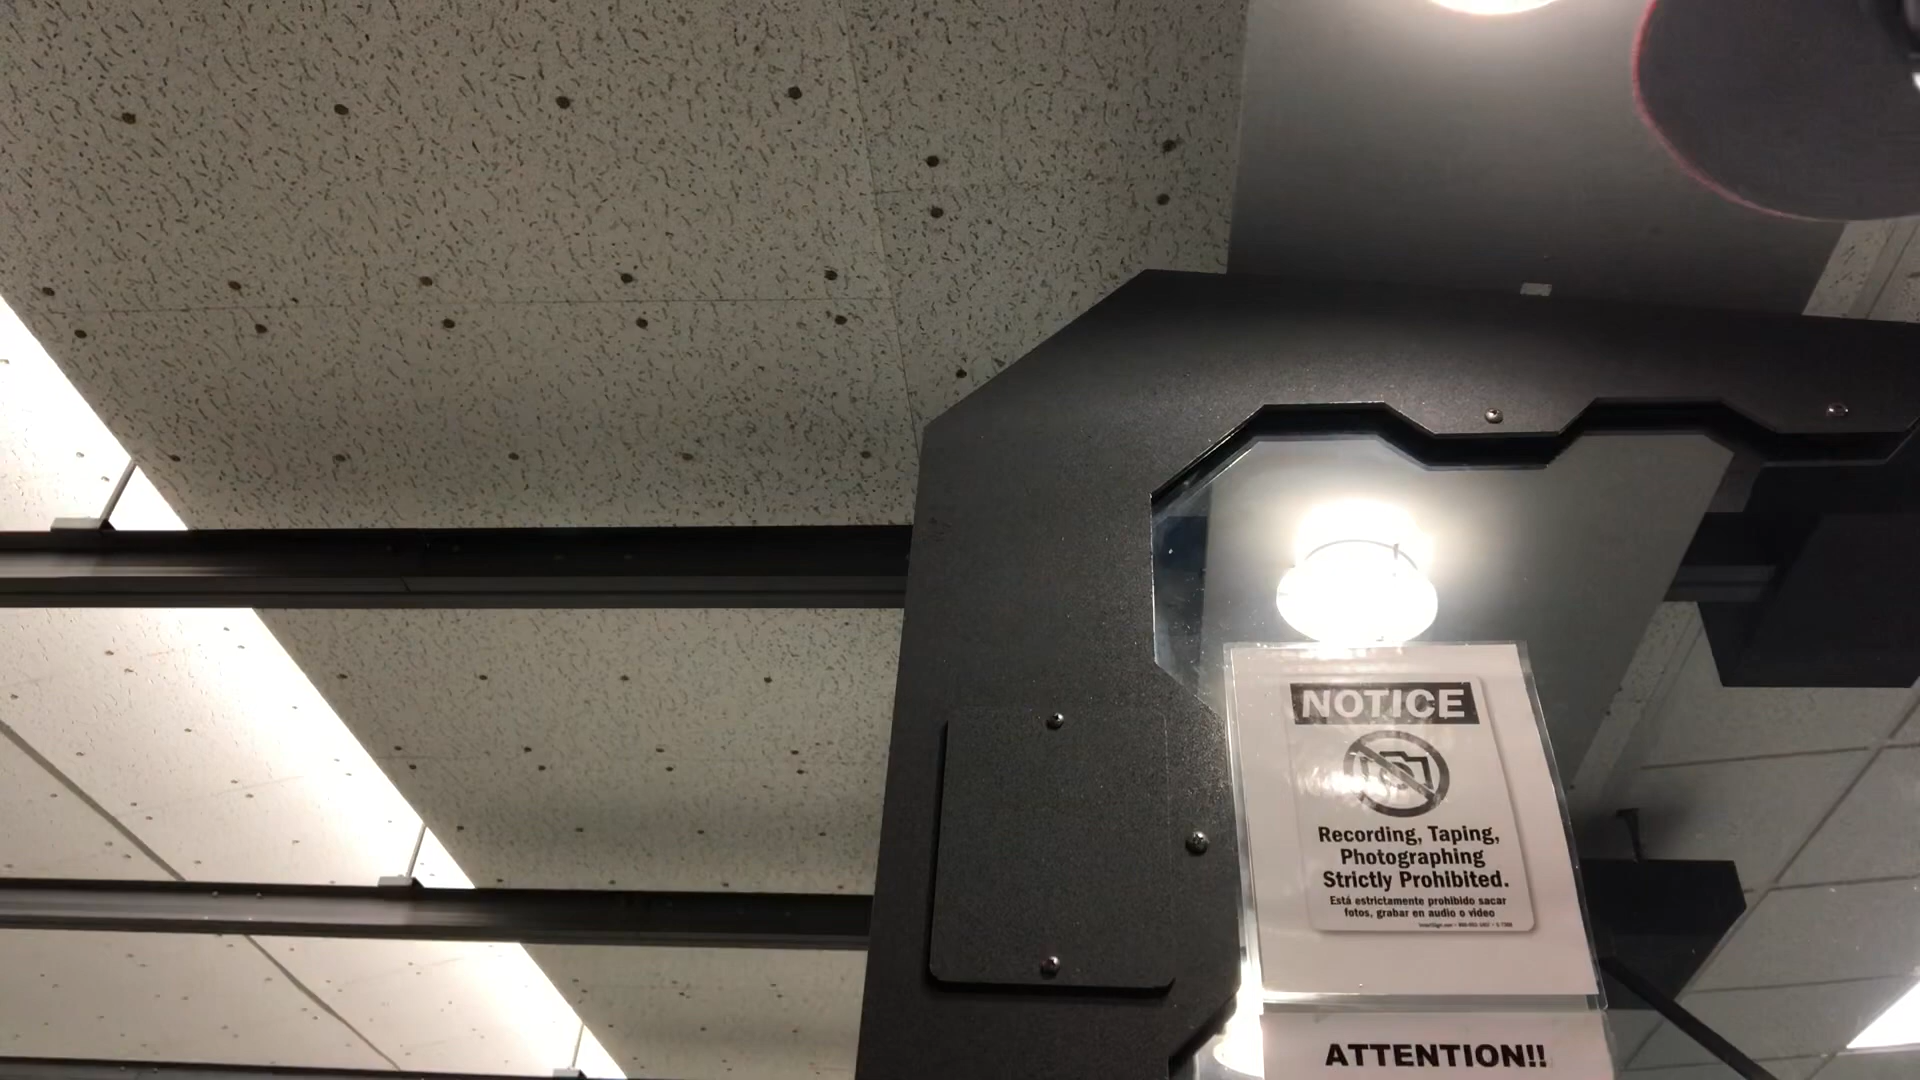 NOTICE
Recording, Taping,
Photographing
Strictly Prohibited.
Está estrictamente prohibido sacar
fotos, grabar en audio o video
ATTENTION!!